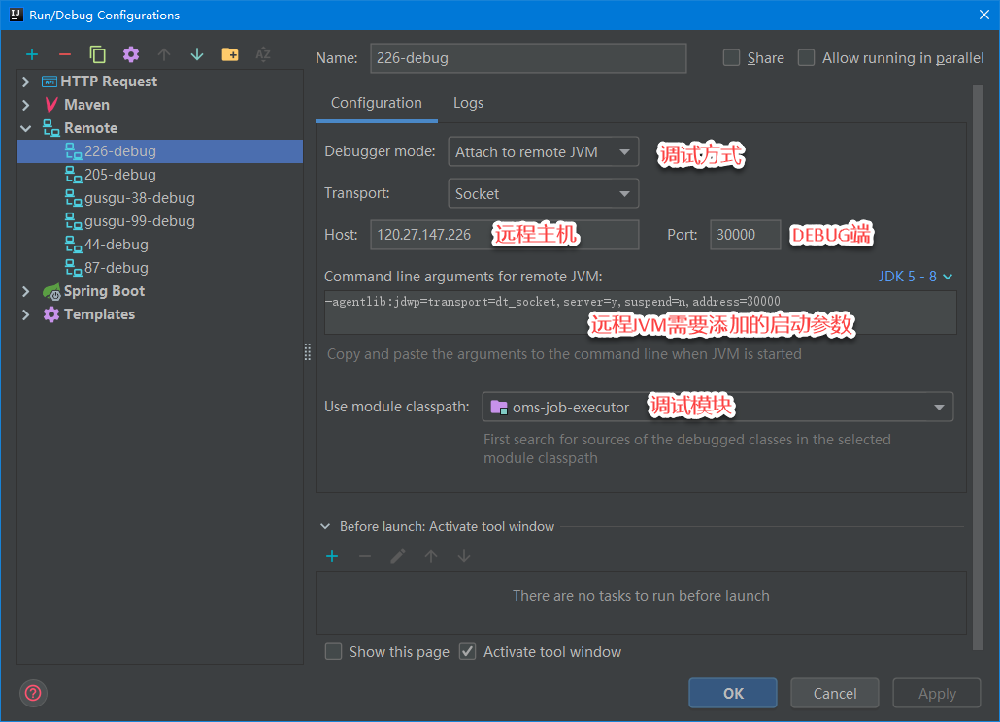 Run/Debug Configurations
Name: 226-debug Share Allow running in parallel
HTTP Request
Maven
Remote
226-debug
205-debug
gusgu-38-debug
gusgu-99-debug
44-debug
87-debug
Spring Boot
Templates
Configuration Logs
Debugger mode: Attach to remote JVM 调试方式
Transport: Socket
Host: 120.27.147.226 远程主机 Port: 30000 DEBUG端
Command line arguments for remote JVM: JDK 5 - 8
-agentlib:jdwp=transport=dt_socket,server=y,suspend=n,address=30000
远程JVM需要添加的启动参数
Copy and paste the arguments to the command line when JVM is started
Use module classpath: oms-job-executor 调试模块
First search for sources of the debugged classes in the selected
module classpath
Before launch: Activate tool window
There are no tasks to run before launch
Show this page Activate tool window
OK Cancel Apply